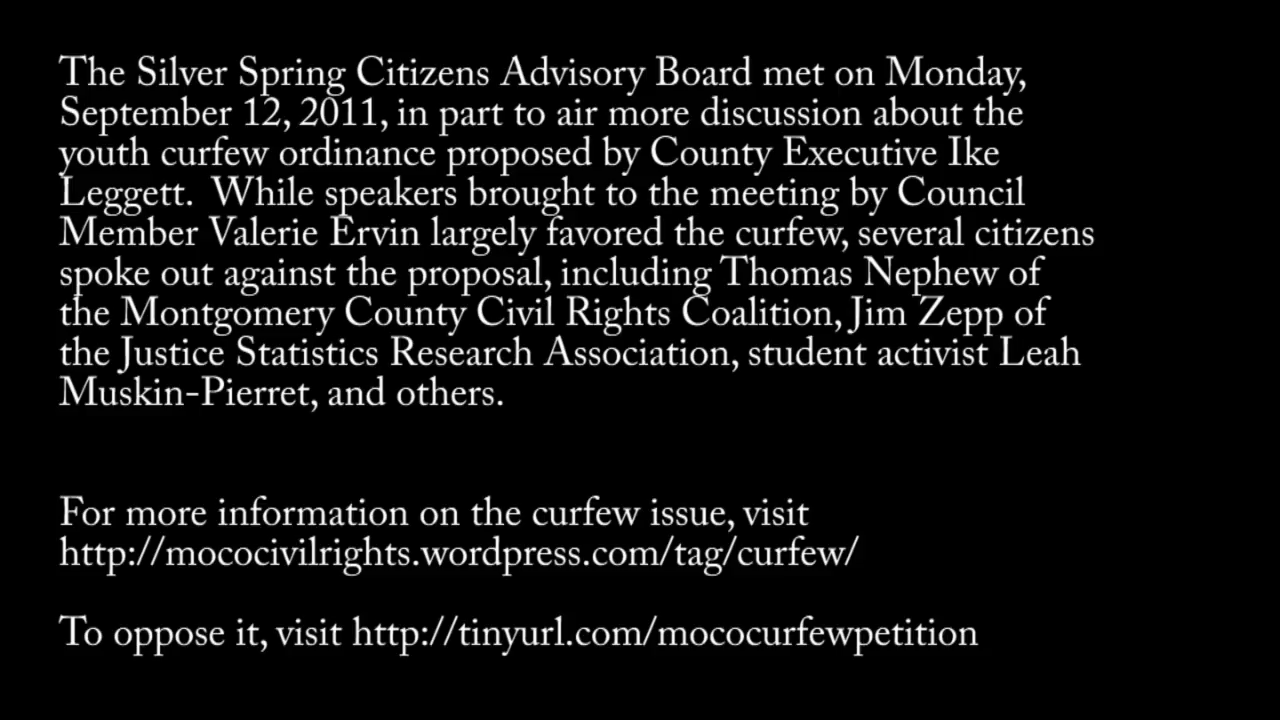 The Silver Spring Citizens Advisory Board met on Monday,
September 12, 2011, in part to air more discussion about the
youth curfew ordinance proposed by County Executive Ike
Leggett.  While speakers brought to the meeting by Council
Member Valerie Ervin largely favored the curfew, several citizens
spoke out against the proposal, including Thomas Nephew of
the Montgomery County Civil Rights Coalition, Jim Zepp of
the Justice Statistics Research Association, student activist Leah
Muskin-Pierret, and others.
For more information on the curfew issue, visit
http://mococivilrights.wordpress.com/tag/curfew/
To oppose it, visit http://tinyurl.com/mococurfewpetition